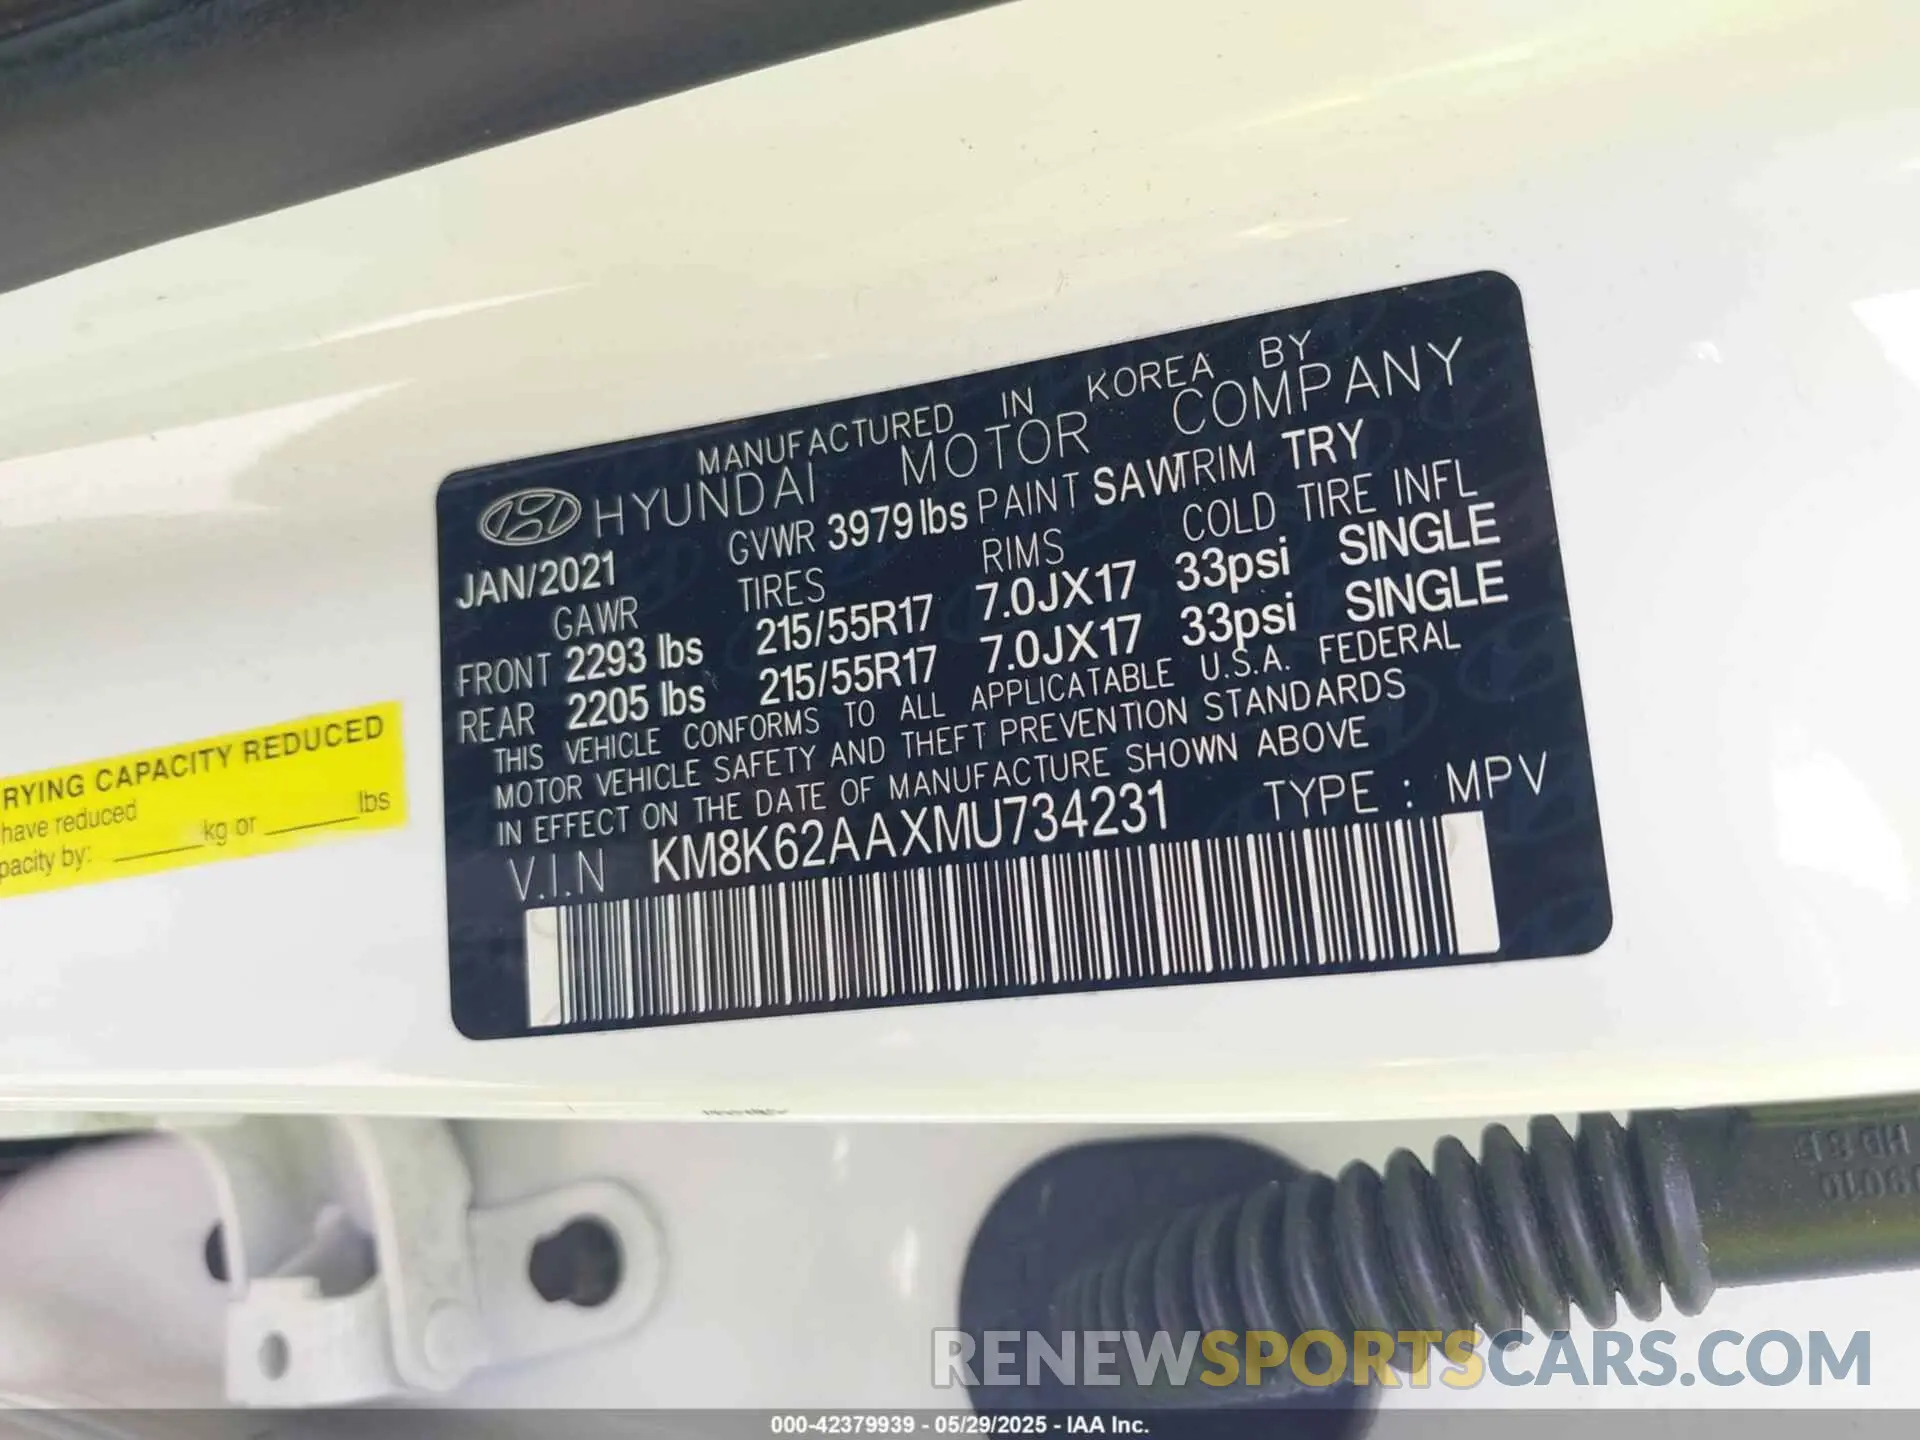 MANUFACTURED IN KOREA BY
HYUNDAI MOTOR COMPANY
JAN/2021 GVWR 3979 lbs PAINT SAW TRIM TRY
GAWR TIRES RIMS COLD TIRE INFL
FRONT 2293 lbs 215/55R17 7.0JX17 33psi SINGLE
REAR 2205 lbs 215/55R17 7.0JX17 33psi SINGLE
THIS VEHICLE CONFORMS TO ALL APPLICATABLE U.S.A. FEDERAL
MOTOR VEHICLE SAFETY AND THEFT PREVENTION STANDARDS
IN EFFECT ON THE DATE OF MANUFACTURE SHOWN ABOVE
V.I.N KM8K62AAXMU734231 TYPE : MPV
RYING CAPACITY REDUCED
have reduced
pacity by: ______ kg or ______ lbs
RENEWSPORTSCARS.COM
000-42379939 - 05/29/2025 - IAA Inc.